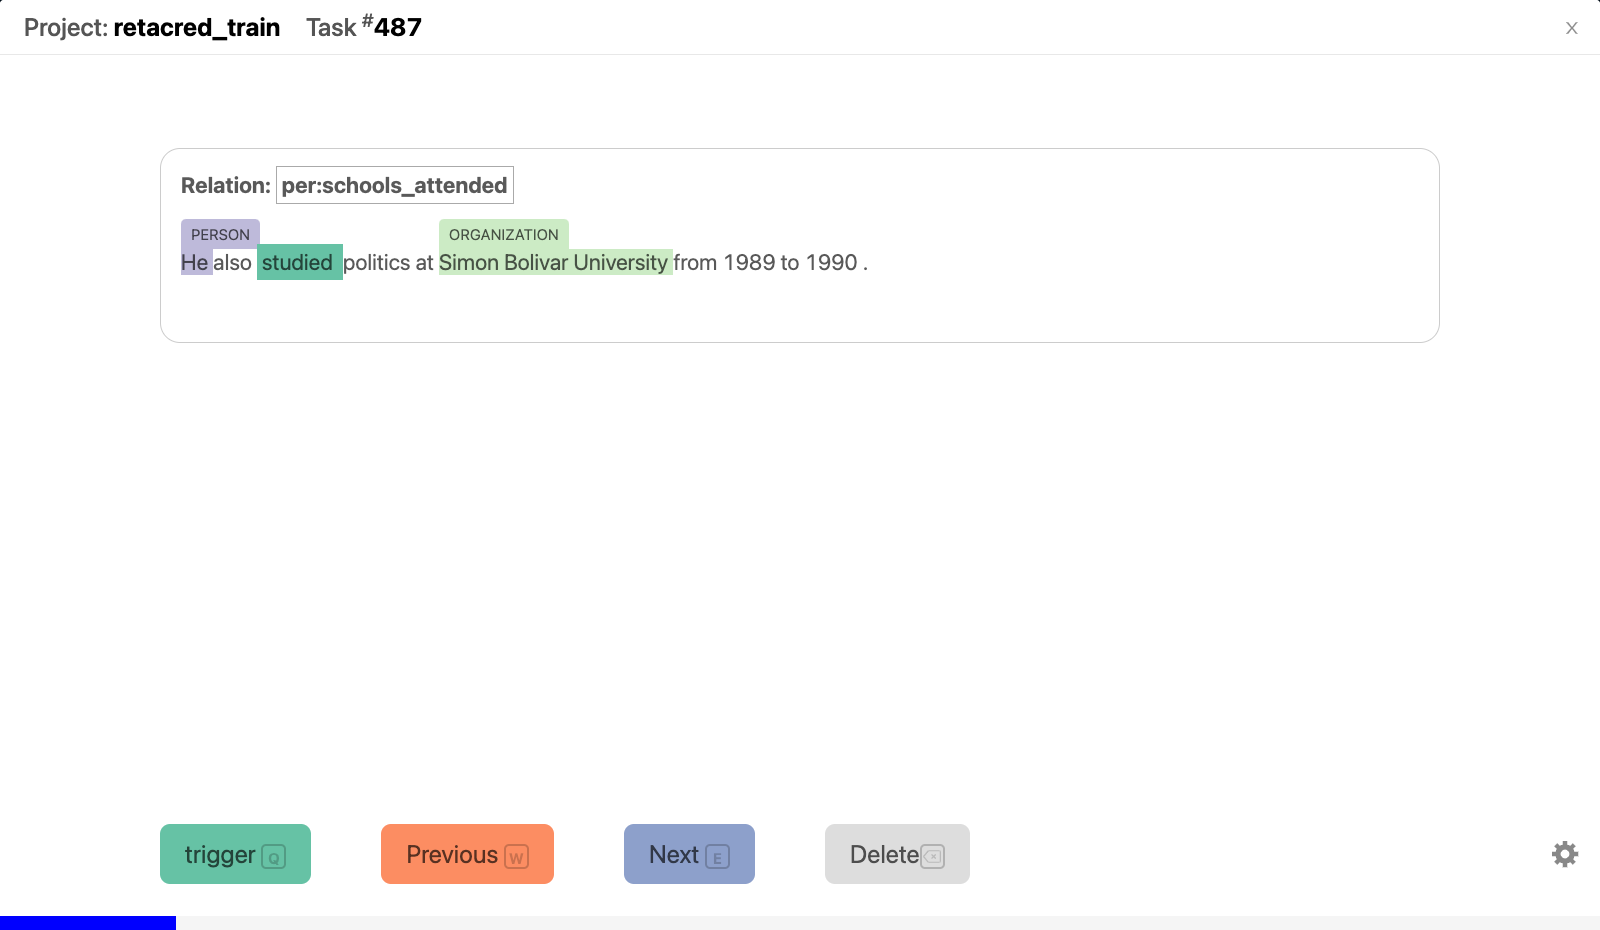 Project: retacred_train Task #487 x
Relation: per:schools_attended
PERSON ORGANIZATION
He also studied politics at Simon Bolivar University from 1989 to 1990 .
trigger Q Previous W Next E Delete